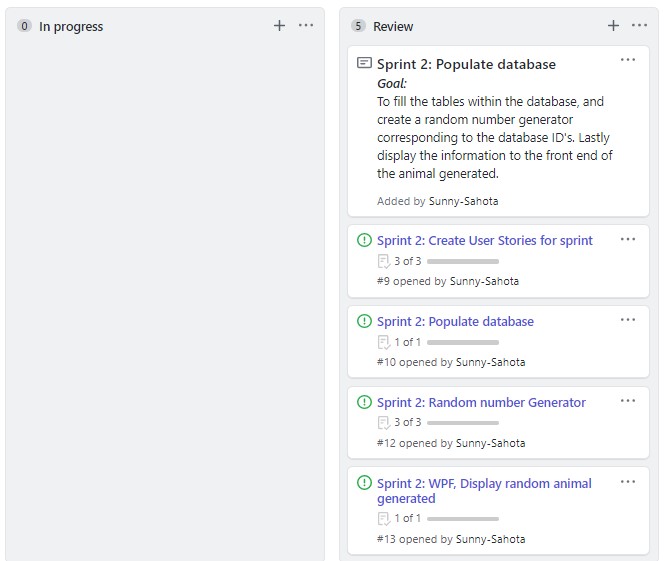 0 In progress
5 Review
Sprint 2: Populate database
Goal:
To fill the tables within the database, and
create a random number generator
corresponding to the database ID's. Lastly
display the information to the front end of
the animal generated.
Added by Sunny-Sahota
Sprint 2: Create User Stories for sprint
3 of 3
#9 opened by Sunny-Sahota
Sprint 2: Populate database
1 of 1
#10 opened by Sunny-Sahota
Sprint 2: Random number Generator
3 of 3
#12 opened by Sunny-Sahota
Sprint 2: WPF, Display random animal
generated
1 of 1
#13 opened by Sunny-Sahota